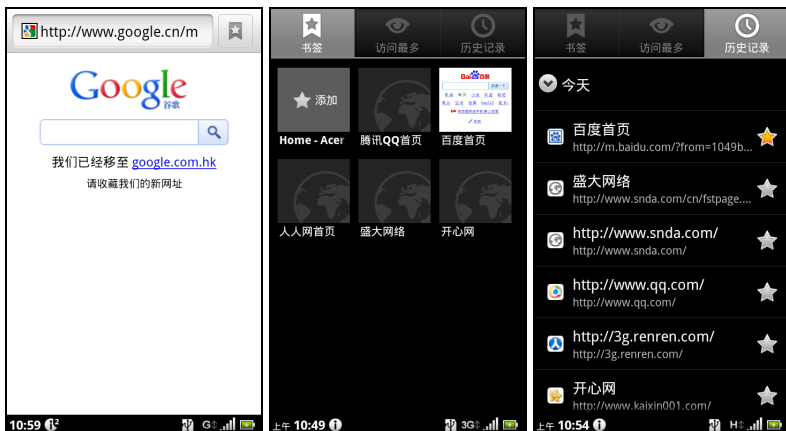 http://www.google.cn/m
Google
谷歌
我们已经移至 google.com.hk
请收藏我们的新网址
10:59
G
书签
访问最多
历史记录
添加
Bai 百度
Home - Acer
腾讯QQ首页
百度首页
人人网首页
盛大网络
开心网
上午 10:49
3G
书签
访问最多
历史记录
今天
百度首页
http://m.baidu.com/?from=1049b...
盛大网络
http://www.snda.com/cn/fstpage....
http://www.snda.com/
http://www.snda.com/
http://www.qq.com/
http://www.qq.com/
http://3g.renren.com/
http://3g.renren.com/
开心网
http://www.kaixin001.com/
上午 10:54
H